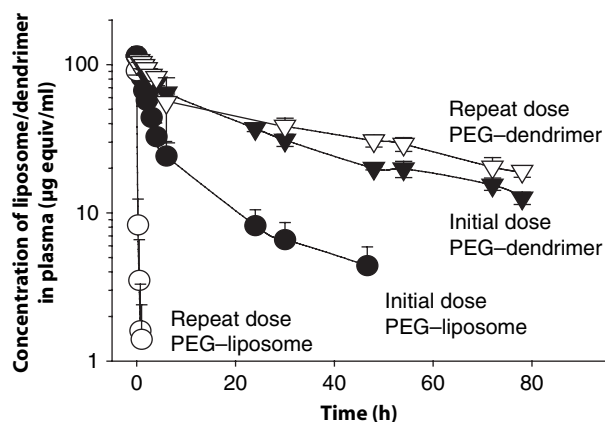 Concentration of liposome/dendrimer
in plasma (µg equiv/ml)
100
10
1
Repeat dose
PEG–dendrimer
Initial dose
PEG–dendrimer
Initial dose
PEG–liposome
Repeat dose
PEG–liposome
0 20 40 60 80
Time (h)